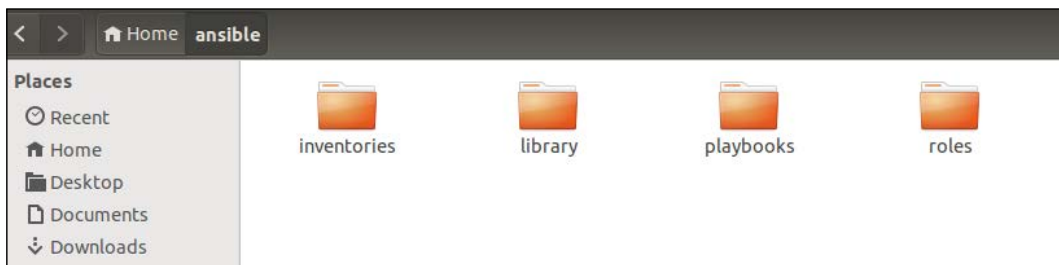 Home ansible
Places
Recent
Home
Desktop
Documents
Downloads
inventories library playbooks roles